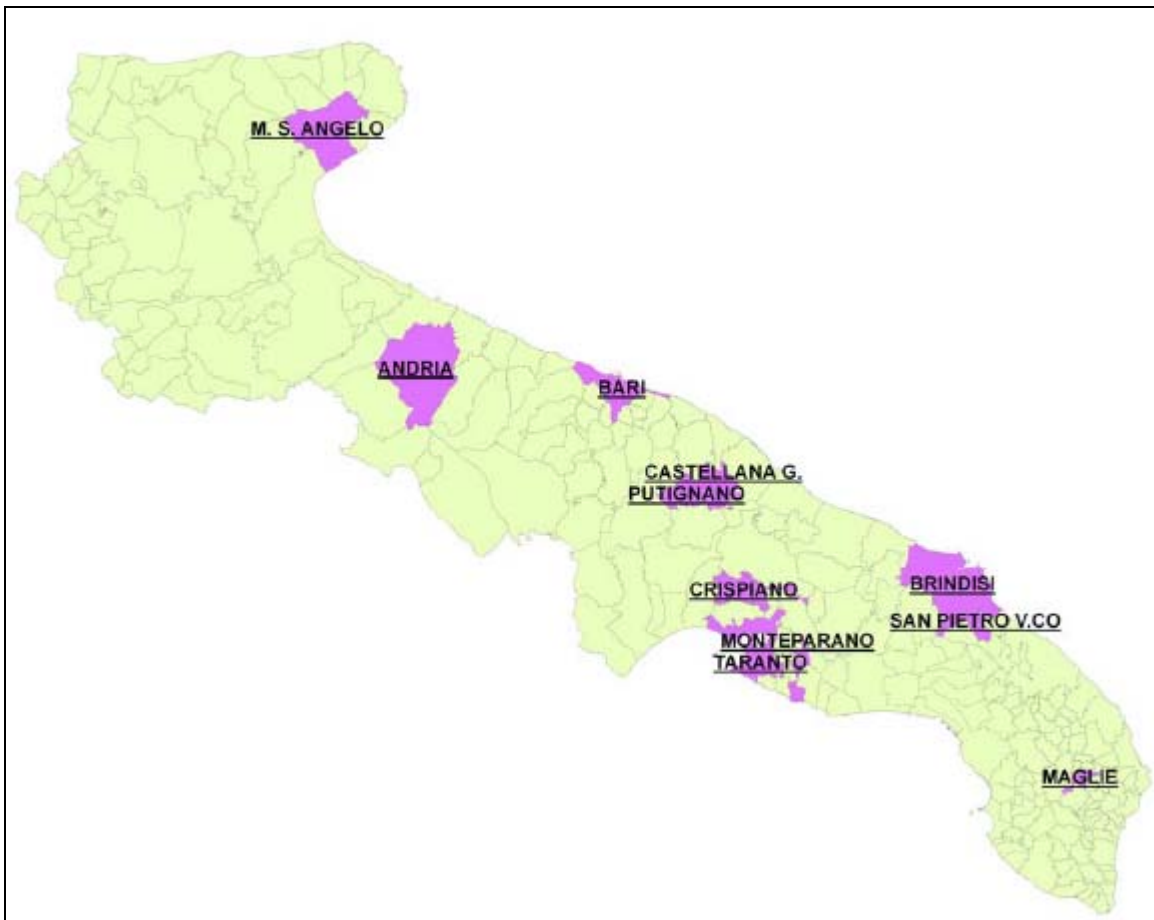 M. S. ANGELO
ANDRIA
BARI
CASTELLANA G.
PUTIGNANO
CRISPIANO
BRINDISI
SAN PIETRO V.CO
MONTEPARANO
TARANTO
MAGLIE